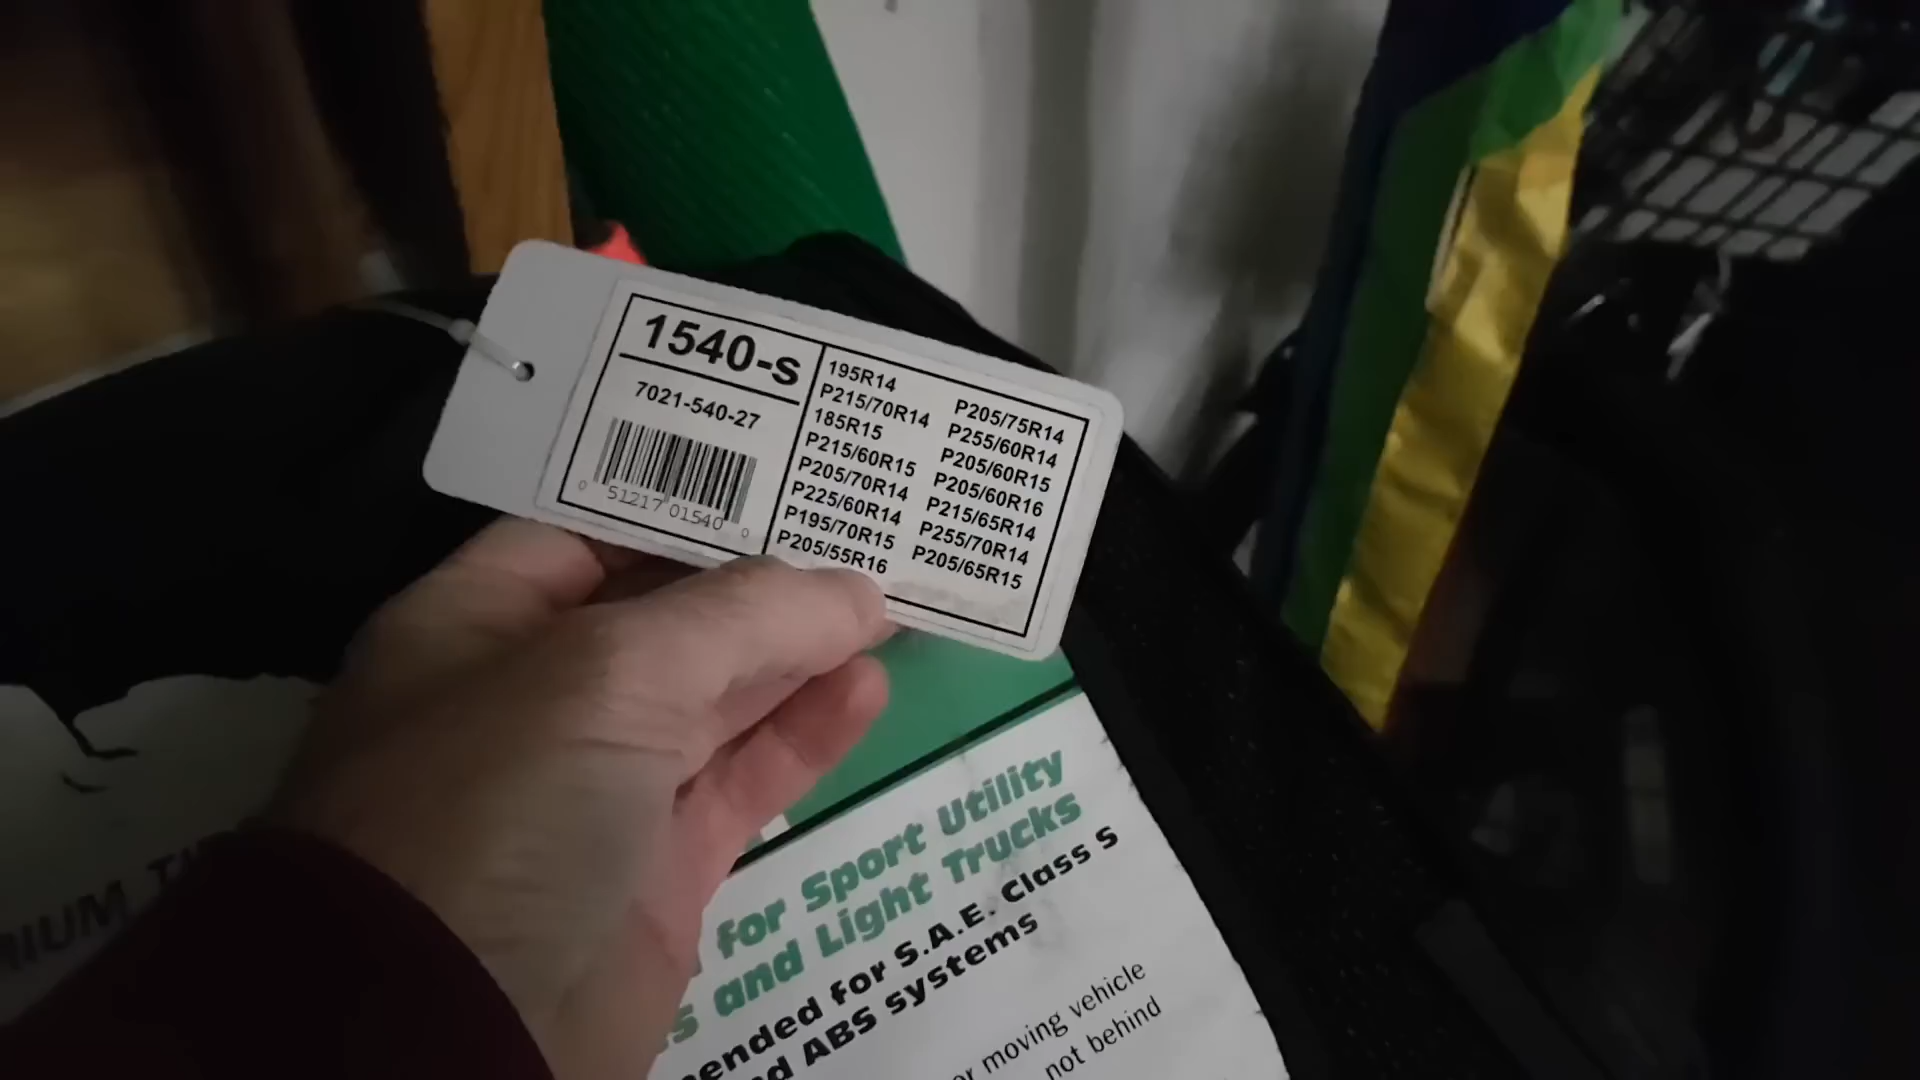 1540-s
7021-540-27
0 51217 01540 0
195R14
P215/70R14
185R15
P215/60R15
P205/70R14
P225/60R14
P195/70R15
P205/55R16
P205/75R14
P255/60R14
P205/60R15
P205/60R16
P215/65R14
P255/70R14
P205/65R15
for Sport Utility
and Light Trucks
for S.A.E. Class S
ABS systems
moving vehicle
not behind